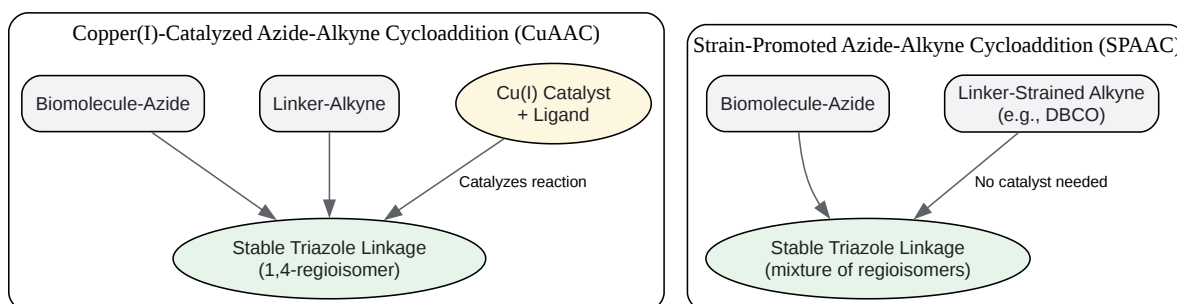 Copper(I)-Catalyzed Azide-Alkyne Cycloaddition (CuAAC)
Biomolecule-Azide
Linker-Alkyne
Cu(I) Catalyst
+ Ligand
Catalyzes reaction
Stable Triazole Linkage
(1,4-regioisomer)
Strain-Promoted Azide-Alkyne Cycloaddition (SPAAC)
Biomolecule-Azide
Linker-Strained Alkyne
(e.g., DBCO)
No catalyst needed
Stable Triazole Linkage
(mixture of regioisomers)